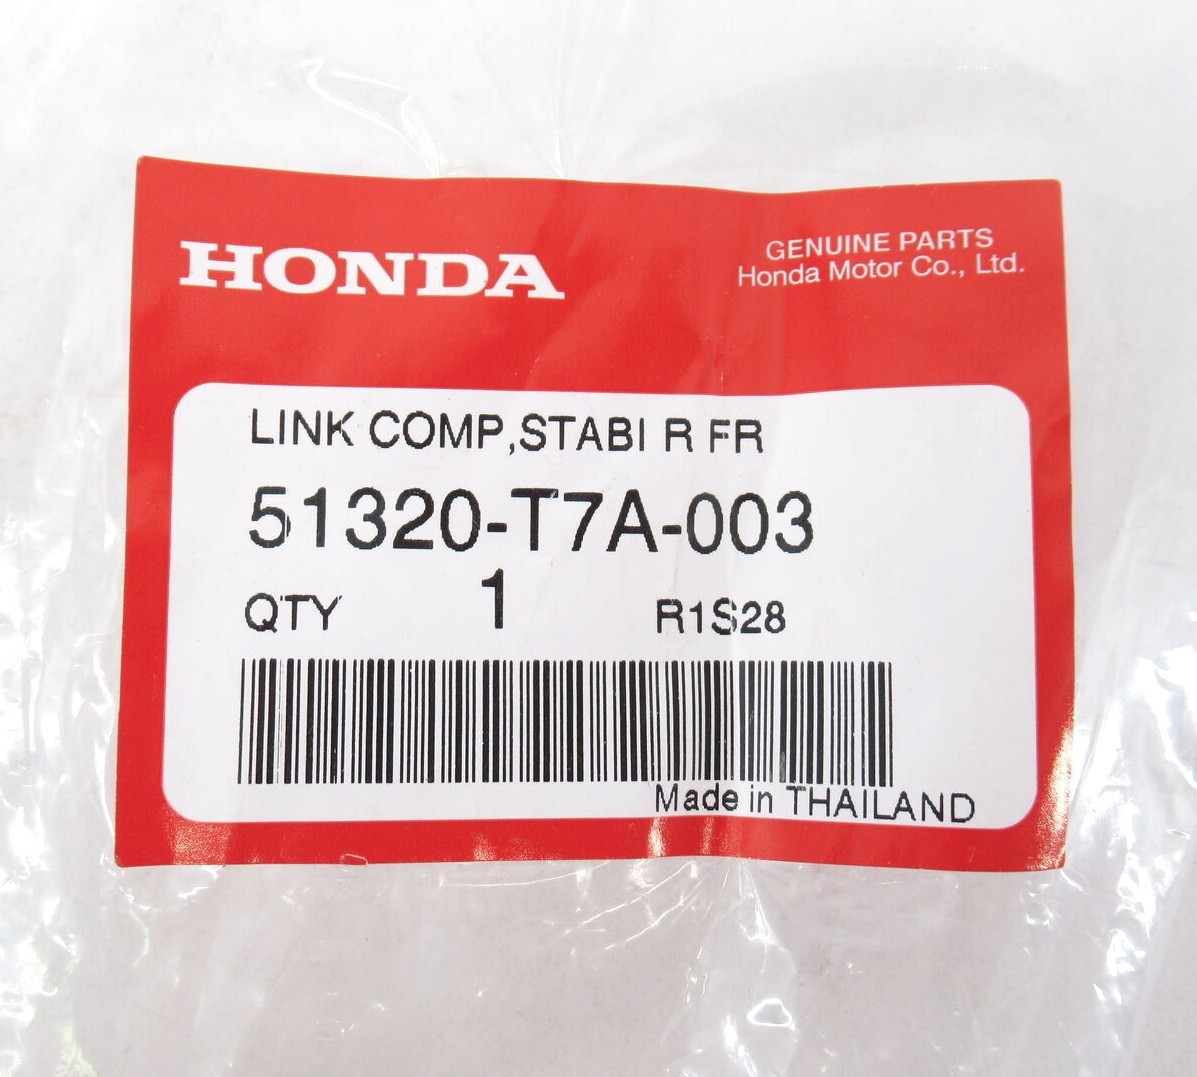 HONDA
GENUINE PARTS
Honda Motor Co., Ltd.
LINK COMP,STABI R FR
51320-T7A-003
QTY 1 R1S28
Made in THAILAND